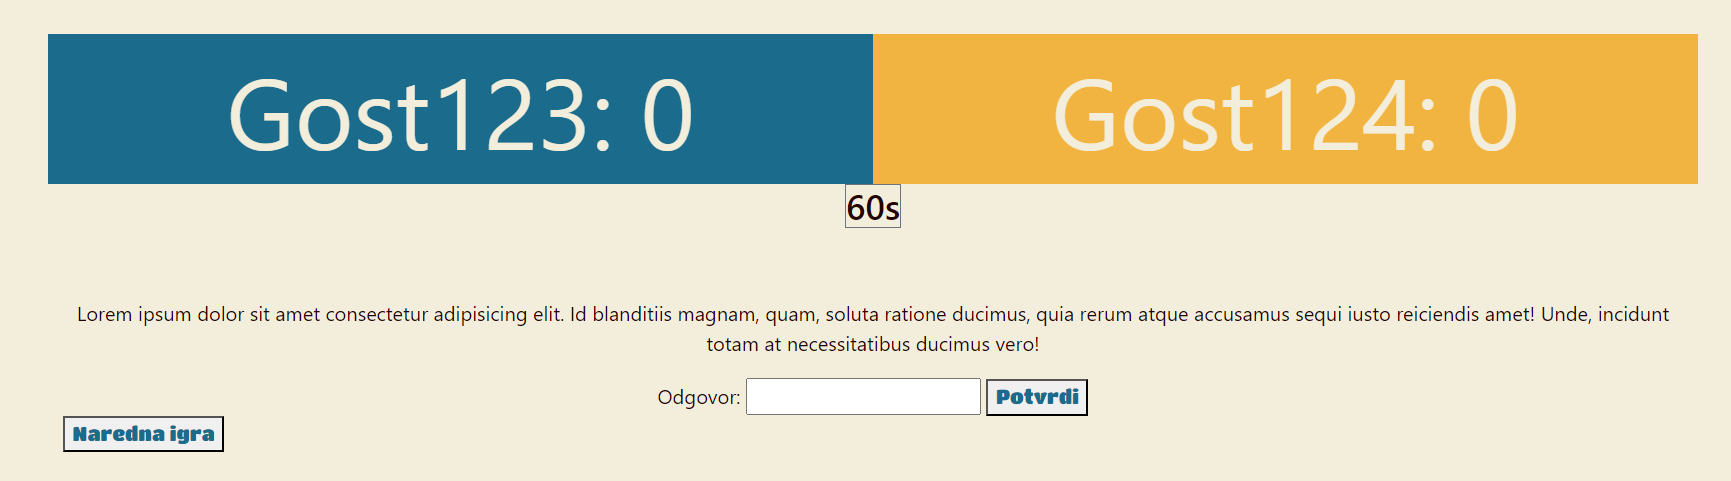 Gost123: 0
Gost124: 0
60s
Lorem ipsum dolor sit amet consectetur adipisicing elit. Id blanditiis magnam, quam, soluta ratione ducimus, quia rerum atque accusamus sequi iusto reiciendis amet! Unde, incidunt
totam at necessitatibus ducimus vero!
Odgovor: Potvrdi
Naredna igra